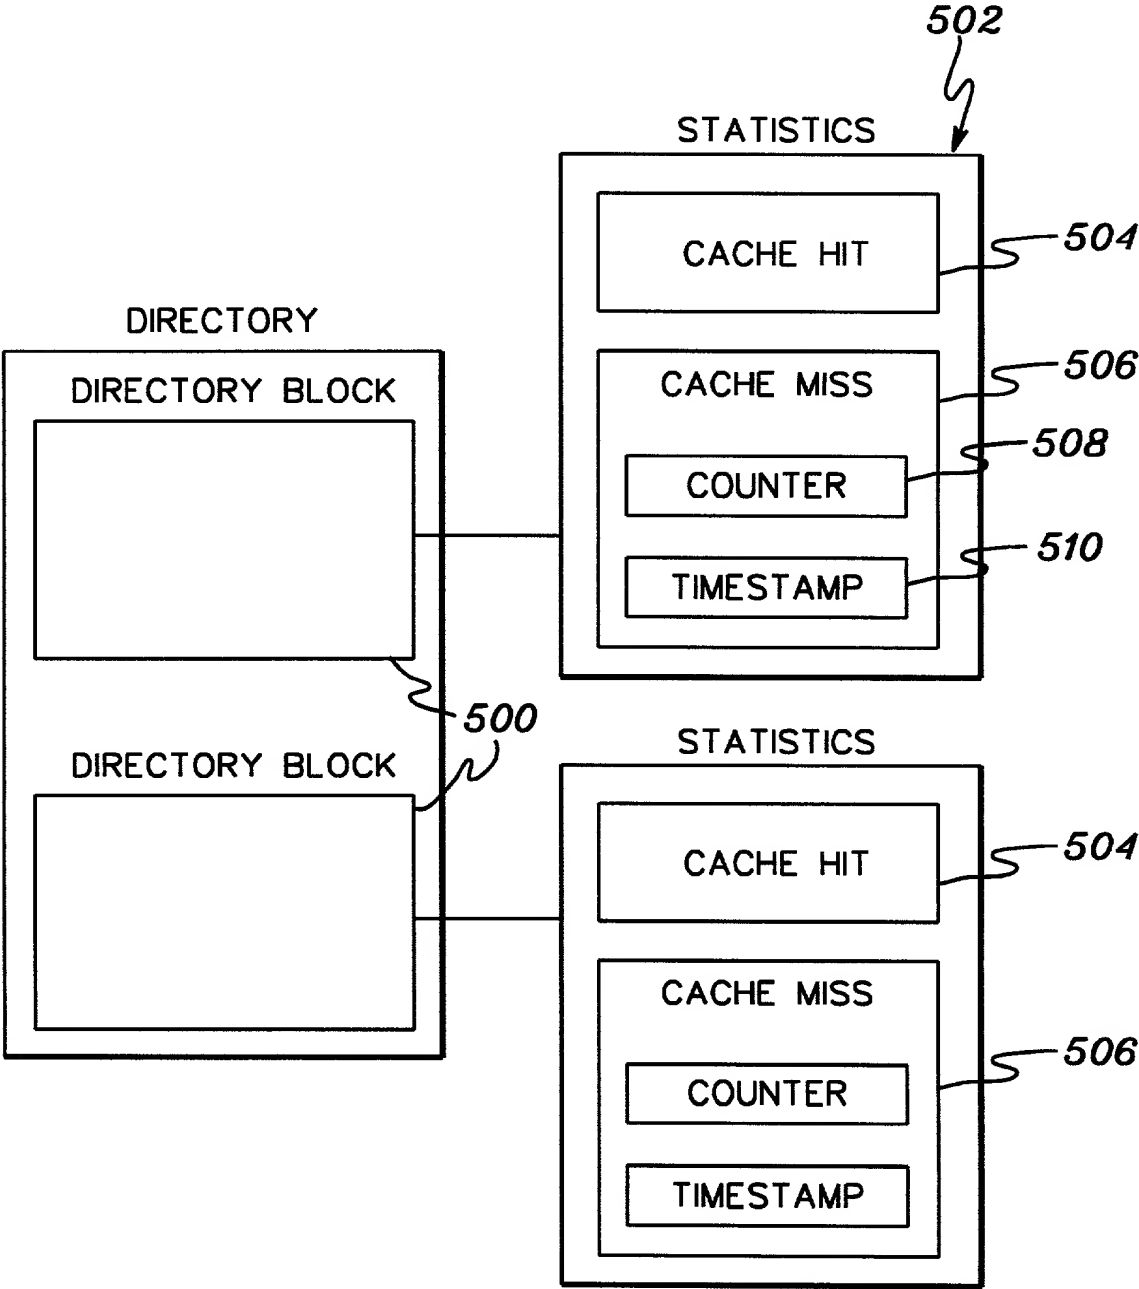 502
STATISTICS
CACHE HIT
504
DIRECTORY
DIRECTORY BLOCK
CACHE MISS
506
COUNTER
508
TIMESTAMP
510
500
DIRECTORY BLOCK
STATISTICS
CACHE HIT
504
CACHE MISS
506
COUNTER
TIMESTAMP